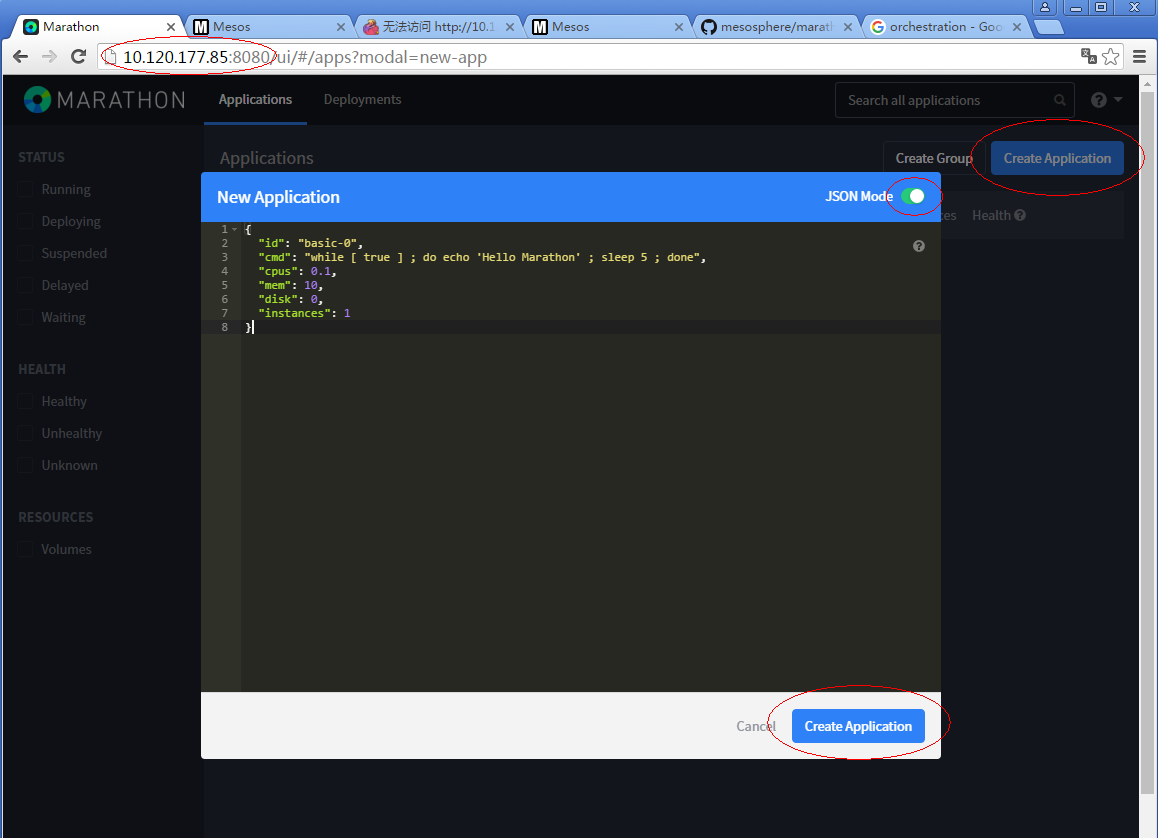 Marathon
Mesos
无法访问 http://10.1
Mesos
mesosphere/marath
orchestration - Goo
10.120.177.85:8080/ui/#/apps?modal=new-app
MARATHON
Applications
Deployments
Search all applications
STATUS
Running
Deploying
Suspended
Delayed
Waiting
HEALTH
Healthy
Unhealthy
Unknown
RESOURCES
Volumes
Applications
Create Group
Create Application
ces
Health
New Application
JSON Mode
1 {
2 "id": "basic-0",
3 "cmd": "while [ true ] ; do echo 'Hello Marathon' ; sleep 5 ; done",
4 "cpus": 0.1,
5 "mem": 10,
6 "disk": 0,
7 "instances": 1
8 }
Cancel
Create Application